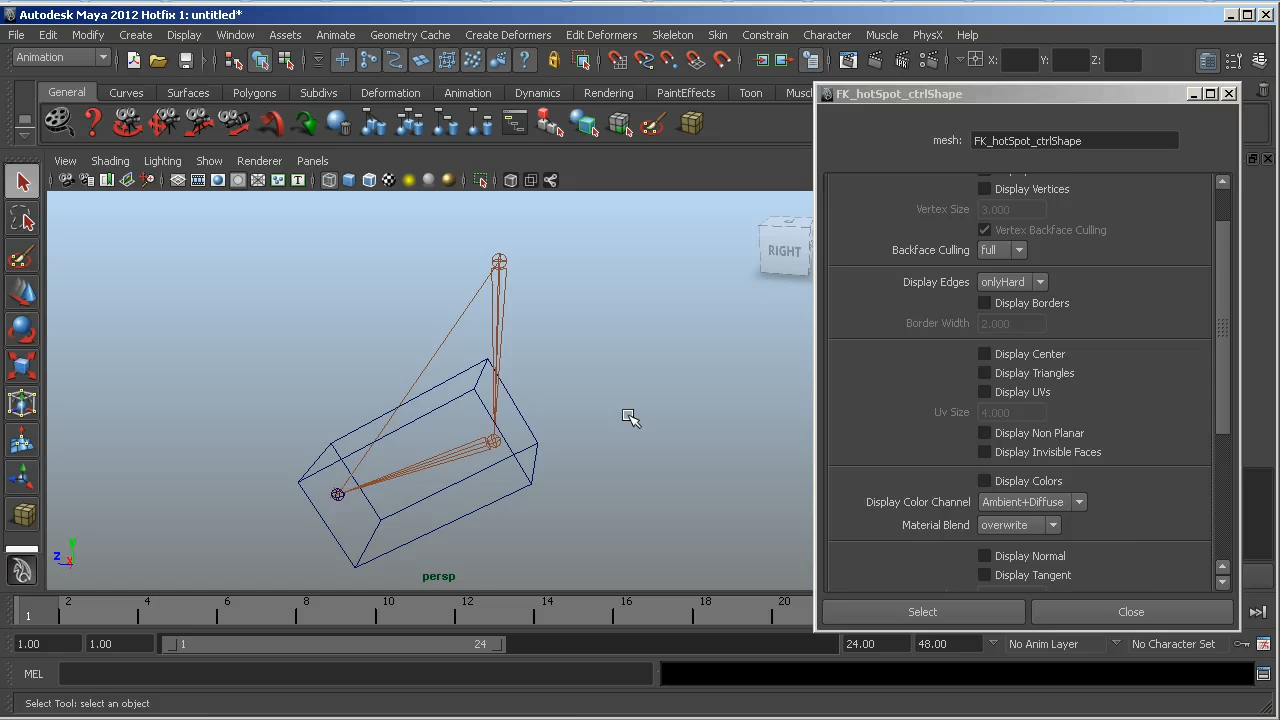 Autodesk Maya 2012 Hotfix 1: untitled*
File Edit Modify Create Display Window Assets Animate Geometry Cache Create Deformers Edit Deformers Skeleton Skin Constrain Character Muscle PhysX Help
Animation X: Y: Z:
General Curves Surfaces Polygons Subdivs Deformation Animation Dynamics Rendering PaintEffects Toon Muscl
FK_hotSpot_ctrlShape
mesh: FK_hotSpot_ctrlShape
View Shading Lighting Show Renderer Panels
Display Vertices
Vertex Size 3.000
Vertex Backface Culling
Backface Culling full
Display Edges onlyHard
Display Borders
Border Width 2.000
Display Center
Display Triangles
Display UVs
Uv Size 4.000
Display Non Planar
Display Invisible Faces
Display Colors
Display Color Channel Ambient+Diffuse
Material Blend overwrite
Display Normal
Display Tangent
Select Close
RIGHT
y
z
x
persp
1 2 4 6 8 10 12 14 16 18 20
1.00 1.00 1 24 24.00 48.00 No Anim Layer No Character Set
MEL
Select Tool: select an object